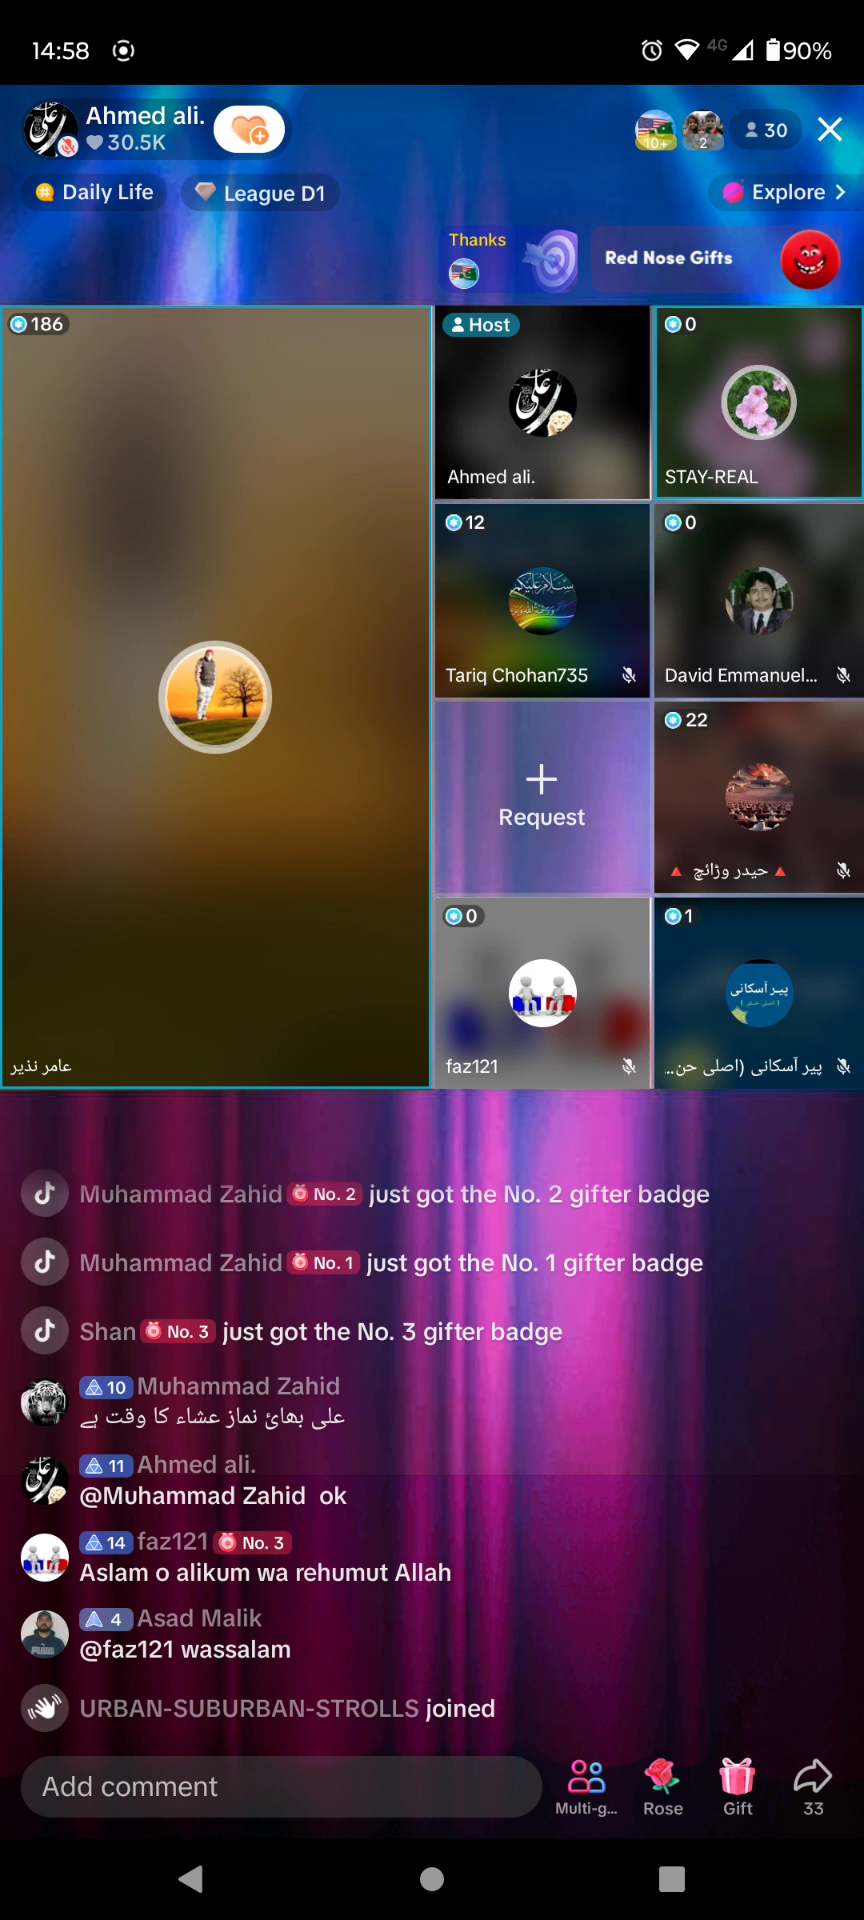 14:58
4G
90%
Ahmed ali.
30.5K
10+
2
30
Daily Life
League D1
Explore
Thanks
Red Nose Gifts
186
Host
Ahmed ali.
0
STAY-REAL
12
Tariq Chohan735
0
David Emmanuel...
Request
22
حیدر وڑائچ
0
faz121
1
پیر آسکانی
پیر آسکانی (اصلی حن...
عامر نذیر
Muhammad Zahid No. 2 just got the No. 2 gifter badge
Muhammad Zahid No. 1 just got the No. 1 gifter badge
Shan No. 3 just got the No. 3 gifter badge
10 Muhammad Zahid
علی بھائ نماز عشاء کا وقت ہے
11 Ahmed ali.
@Muhammad Zahid ok
14 faz121 No. 3
Aslam o alikum wa rehumut Allah
4 Asad Malik
@faz121 wassalam
URBAN-SUBURBAN-STROLLS joined
Add comment
Multi-g...
Rose
Gift
33